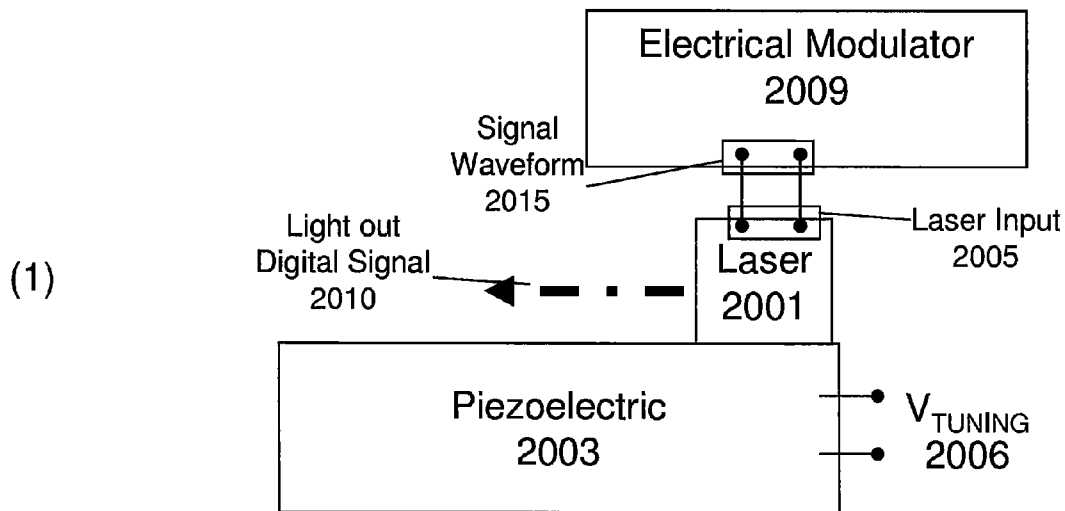 Electrical Modulator
2009
Signal
Waveform
2015
Laser Input
2005
Light out
Digital Signal
2010
Laser
2001
(1)
Piezoelectric
2003
V_TUNING
2006